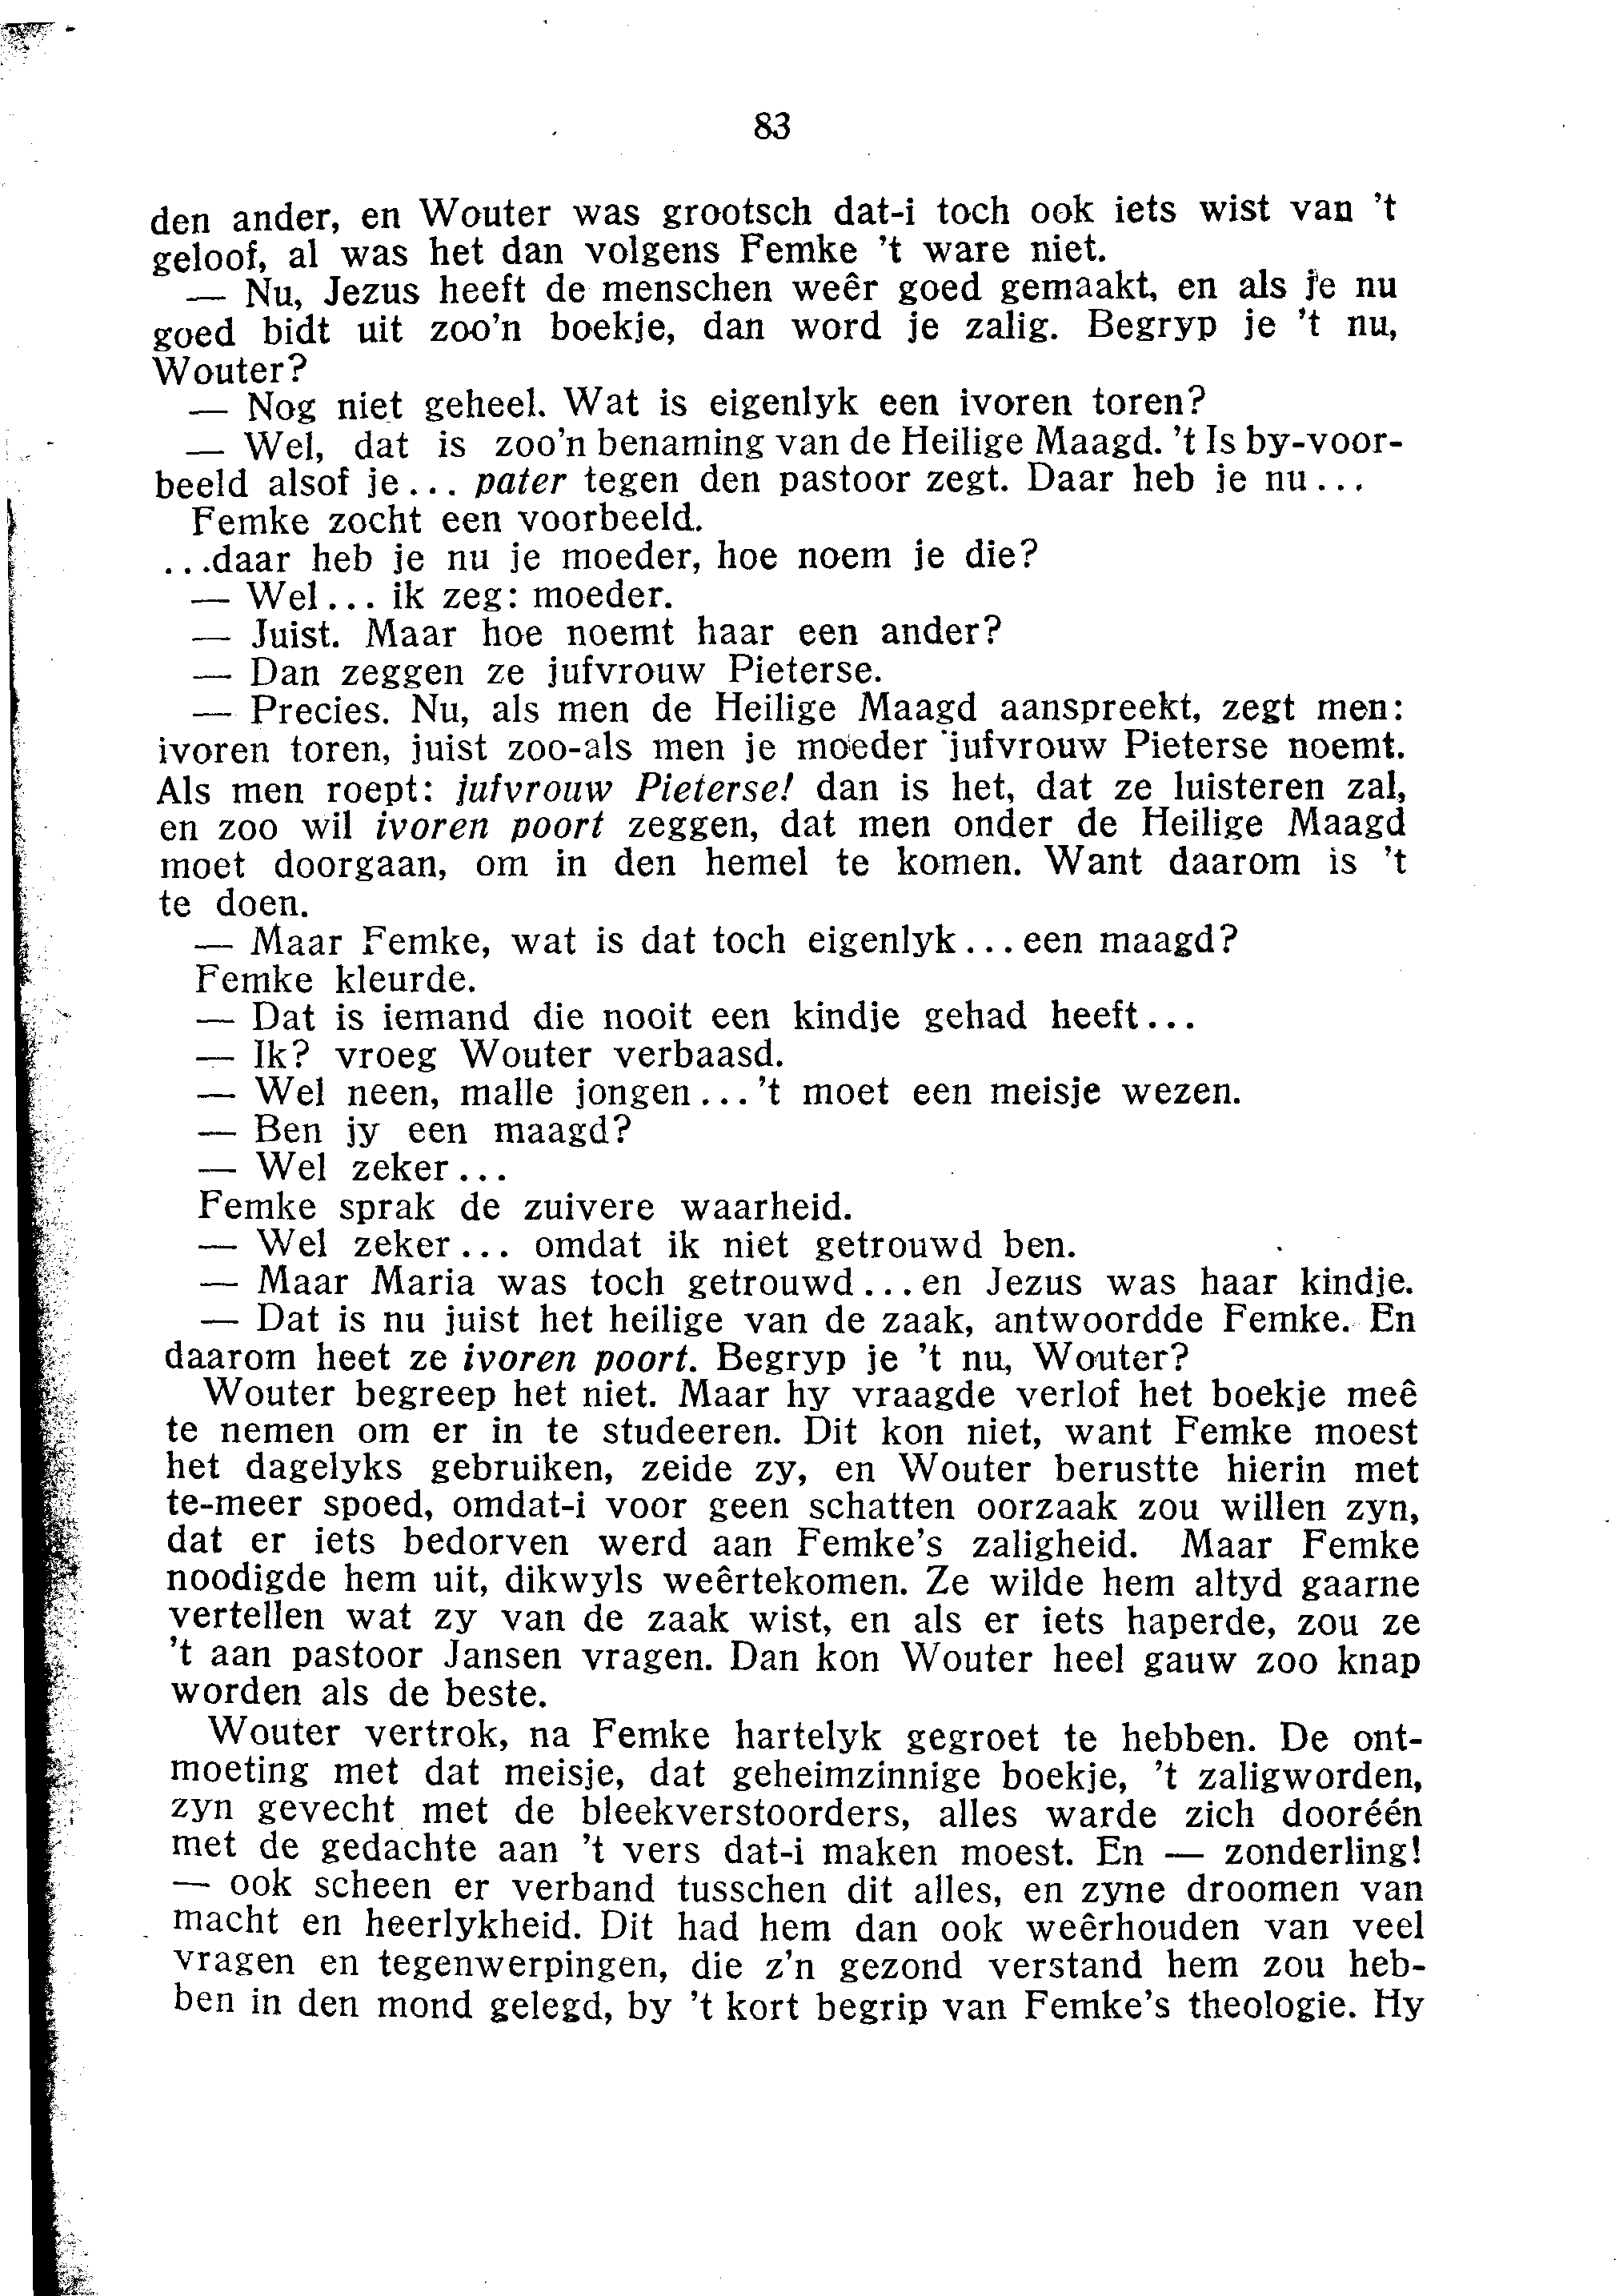 83
den ander, en Wouter was grootsch dat-i toch ook iets wist van 't
geloof, al was het dan volgens Femke 't ware niet.
— Nu, Jezus heeft de menschen weêr goed gemaakt, en als je nu
goed bidt uit zoo'n boekje, dan word je zalig. Begryp je 't nu,
Wouter?
— Nog niet geheel. Wat is eigenlyk een ivoren toren?
— Wel, dat is zoo'n benaming van de Heilige Maagd. 't Is by-voor-
beeld alsof je... pater tegen den pastoor zegt. Daar heb je nu...
Femke zocht een voorbeeld.
...daar heb je nu je moeder, hoe noem je die?
— Wel... ik zeg: moeder.
— Juist. Maar hoe noemt haar een ander?
— Dan zeggen ze jufvrouw Pieterse.
— Precies. Nu, als men de Heilige Maagd aanspreekt, zegt men:
ivoren toren, juist zoo-als men je moeder jufvrouw Pieterse noemt.
Als men roept: jufvrouw Pieterse! dan is het, dat ze luisteren zal,
en zoo wil ivoren poort zeggen, dat men onder de Heilige Maagd
moet doorgaan, om in den hemel te komen. Want daarom is 't
te doen.
— Maar Femke, wat is dat toch eigenlyk... een maagd?
Femke kleurde.
— Dat is iemand die nooit een kindje gehad heeft...
— Ik? vroeg Wouter verbaasd.
— Wel neen, malle jongen... 't moet een meisje wezen.
— Ben jy een maagd?
— Wel zeker...
Femke sprak de zuivere waarheid.
— Wel zeker... omdat ik niet getrouwd ben.
— Maar Maria was toch getrouwd... en Jezus was haar kindje.
— Dat is nu juist het heilige van de zaak, antwoordde Femke. En
daarom heet ze ivoren poort. Begryp je 't nu, Wouter?
Wouter begreep het niet. Maar hy vraagde verlof het boekje meê
te nemen om er in te studeeren. Dit kon niet, want Femke moest
het dagelyks gebruiken, zeide zy, en Wouter berustte hierin met
te-meer spoed, omdat-i voor geen schatten oorzaak zou willen zyn,
dat er iets bedorven werd aan Femke's zaligheid. Maar Femke
noodigde hem uit, dikwyls weêrtekomen. Ze wilde hem altyd gaarne
vertellen wat zy van de zaak wist, en als er iets haperde, zou ze
't aan pastoor Jansen vragen. Dan kon Wouter heel gauw zoo knap
worden als de beste.
Wouter vertrok, na Femke hartelyk gegroet te hebben. De ont-
moeting met dat meisje, dat geheimzinnige boekje, 't zaligworden,
zyn gevecht met de bleekverstoorders, alles warde zich dooréén
met de gedachte aan 't vers dat-i maken moest. En — zonderling!
— ook scheen er verband tusschen dit alles, en zyne droomen van
macht en heerlykheid. Dit had hem dan ook weêrhouden van veel
vragen en tegenwerpingen, die z'n gezond verstand hem zou heb-
ben in den mond gelegd, by 't kort begrip van Femke's theologie. Hy